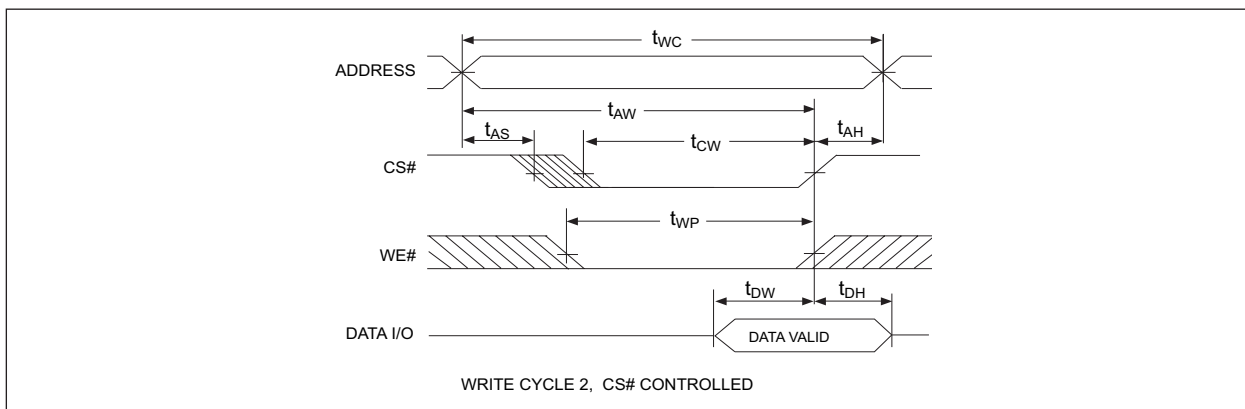 tWC
ADDRESS
tAW
tAS
tCW
tAH
CS#
tWP
WE#
tDW
tDH
DATA I/O
DATA VALID
WRITE CYCLE 2, CS# CONTROLLED